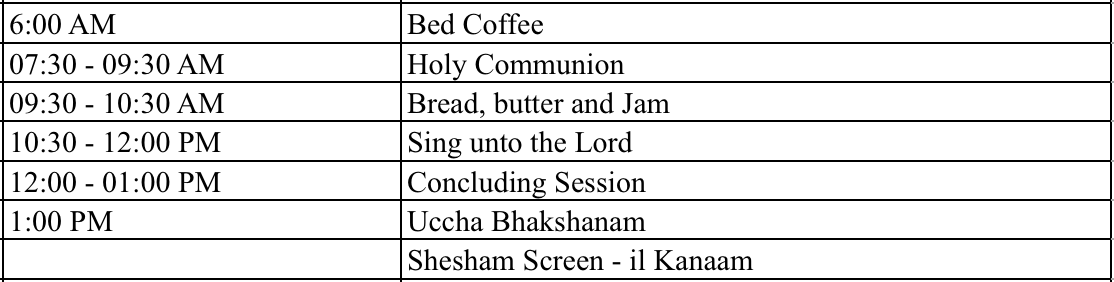 6:00 AM Bed Coffee
07:30 - 09:30 AM Holy Communion
09:30 - 10:30 AM Bread, butter and Jam
10:30 - 12:00 PM Sing unto the Lord
12:00 - 01:00 PM Concluding Session
1:00 PM Uccha Bhakshanam
Shesham Screen - il Kanaam